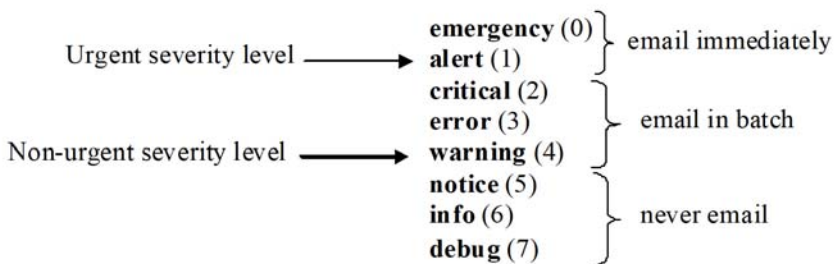 emergency (0)
email immediately
Urgent severity level
alert (1)
critical (2)
error (3)
email in batch
Non-urgent severity level
warning (4)
notice (5)
info (6)
never email
debug (7)